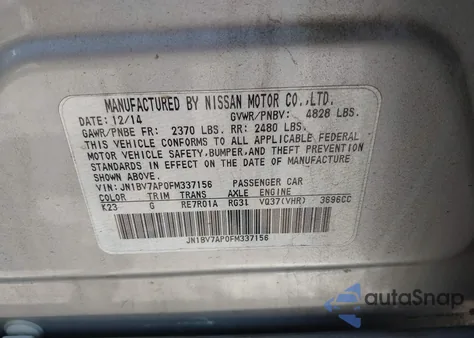 MANUFACTURED BY NISSAN MOTOR CO.,LTD.
DATE: 12/14 GVWR/PNBV: 4828 LBS.
GAWR/PNBE FR: 2370 LBS. RR: 2480 LBS.
THIS VEHICLE CONFORMS TO ALL APPLICABLE FEDERAL
MOTOR VEHICLE SAFETY, BUMPER, AND THEFT PREVENTION
STANDARDS IN EFFECT ON THE DATE OF MANUFACTURE
SHOWN ABOVE.
VIN: JN1BV7AP0FM337156 PASSENGER CAR
COLOR TRIM TRANS AXLE ENGINE
K23 G RE7R01A RG31 VQ37(VHR) 3696CC
JN1BV7AP0FM337156
autoSnap